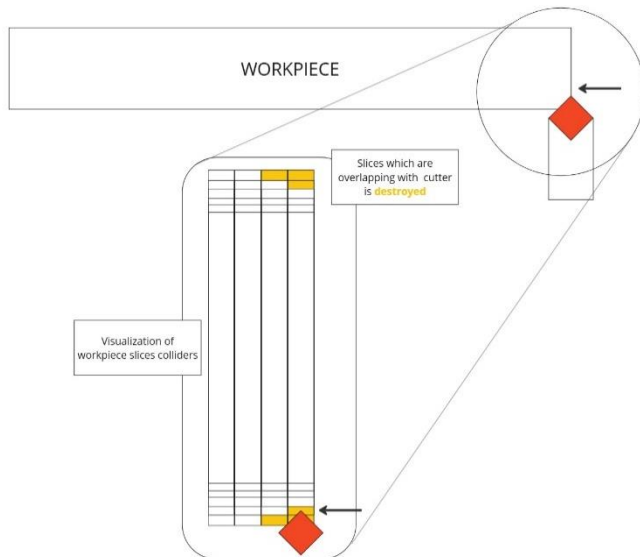 WORKPIECE
Slices which are
overlapping with cutter
is destroyed
Visualization of
workpiece slices colliders